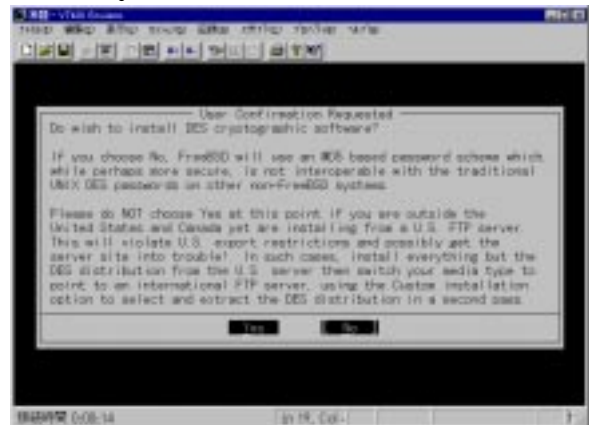 User Confirmation Requested
Do wish to install DES cryptographic software?
If you choose No, FreeBSD will use an MD5 based password scheme which
while perhaps more secure, is not interoperable with the traditional
UNIX DES passwords on other non-FreeBSD systems.
Please do NOT choose Yes at this point if you are outside the
United States and Canada yet are installing from a U.S. FTP server.
This will violate U.S. export restrictions and possibly get the
server site into trouble! In such cases, install everything but the
DES distribution from the U.S. server then switch your media type to
point to an international FTP server, using the Custom installation
option to select and extract the DES distribution in a second pass.
Yes No
0:08:14